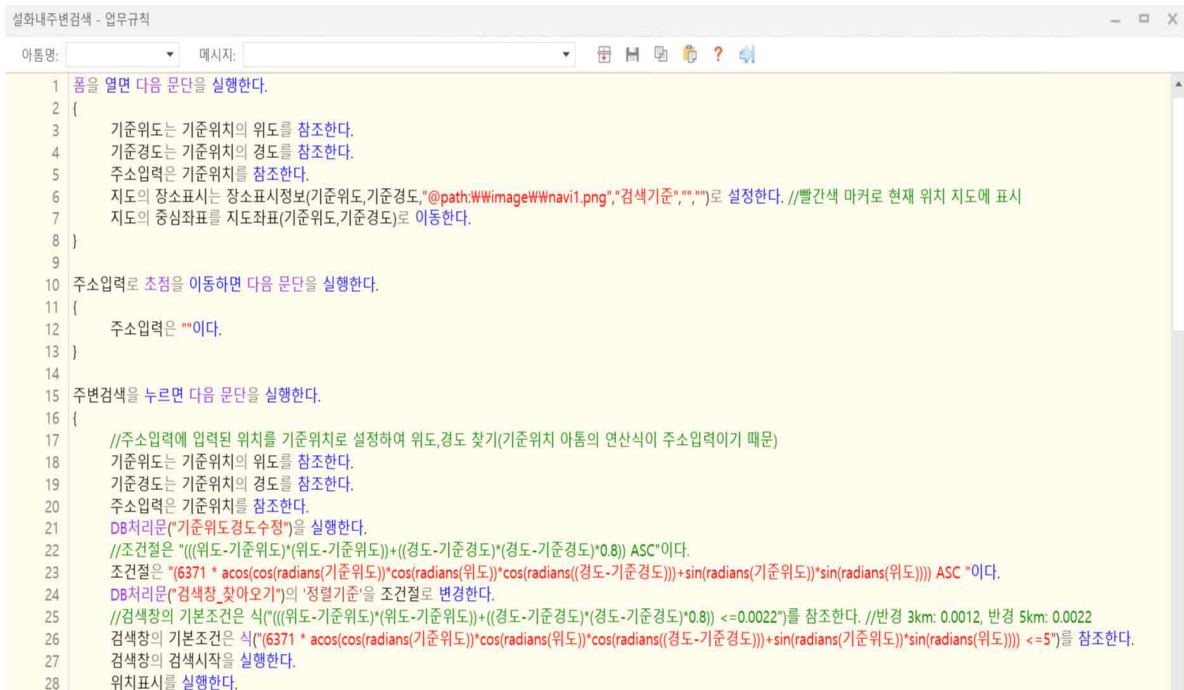 설화내주변검색 - 업무규칙
아톰명: 메시지:
1 폼을 열면 다음 문단을 실행한다.
2 {
3 기준위도는 기준위치의 위도를 참조한다.
4 기준경도는 기준위치의 경도를 참조한다.
5 주소입력은 기준위치를 참조한다.
6 지도의 장소표시는 장소표시정보(기준위도,기준경도,"@path:₩₩image₩₩navi1.png","검색기준","","")로 설정한다. //빨간색 마커로 현재 위치 지도에 표시
7 지도의 중심좌표를 지도좌표(기준위도,기준경도)로 이동한다.
8 }
9
10 주소입력로 초점을 이동하면 다음 문단을 실행한다.
11 {
12 주소입력은 ""이다.
13 }
14
15 주변검색을 누르면 다음 문단을 실행한다.
16 {
17 //주소입력에 입력된 위치를 기준위치로 설정하여 위도,경도 찾기(기준위치 아톰의 연산식이 주소입력이기 때문)
18 기준위도는 기준위치의 위도를 참조한다.
19 기준경도는 기준위치의 경도를 참조한다.
20 주소입력은 기준위치를 참조한다.
21 DB처리문("기준위도경도수정")을 실행한다.
22 //조건절은 "(((위도-기준위도)*(위도-기준위도))+((경도-기준경도)*(경도-기준경도)*0.8)) ASC"이다.
23 조건절은 "(6371 * acos(cos(radians(기준위도))*cos(radians(위도))*cos(radians((경도-기준경도)))+sin(radians(기준위도))*sin(radians(위도)))) ASC "이다.
24 DB처리문("검색창_찾아오기")의 '정렬기준'을 조건절로 변경한다.
25 //검색창의 기본조건은 식("(((위도-기준위도)*(위도-기준위도))+((경도-기준경도)*(경도-기준경도)*0.8)) <=0.0022")를 참조한다. //반경 3km: 0.0012, 반경 5km: 0.0022
26 검색창의 기본조건은 식("(6371 * acos(cos(radians(기준위도))*cos(radians(위도))*cos(radians((경도-기준경도)))+sin(radians(기준위도))*sin(radians(위도)))) <=5")를 참조한다.
27 검색창의 검색시작을 실행한다.
28 위치표시를 실행한다.